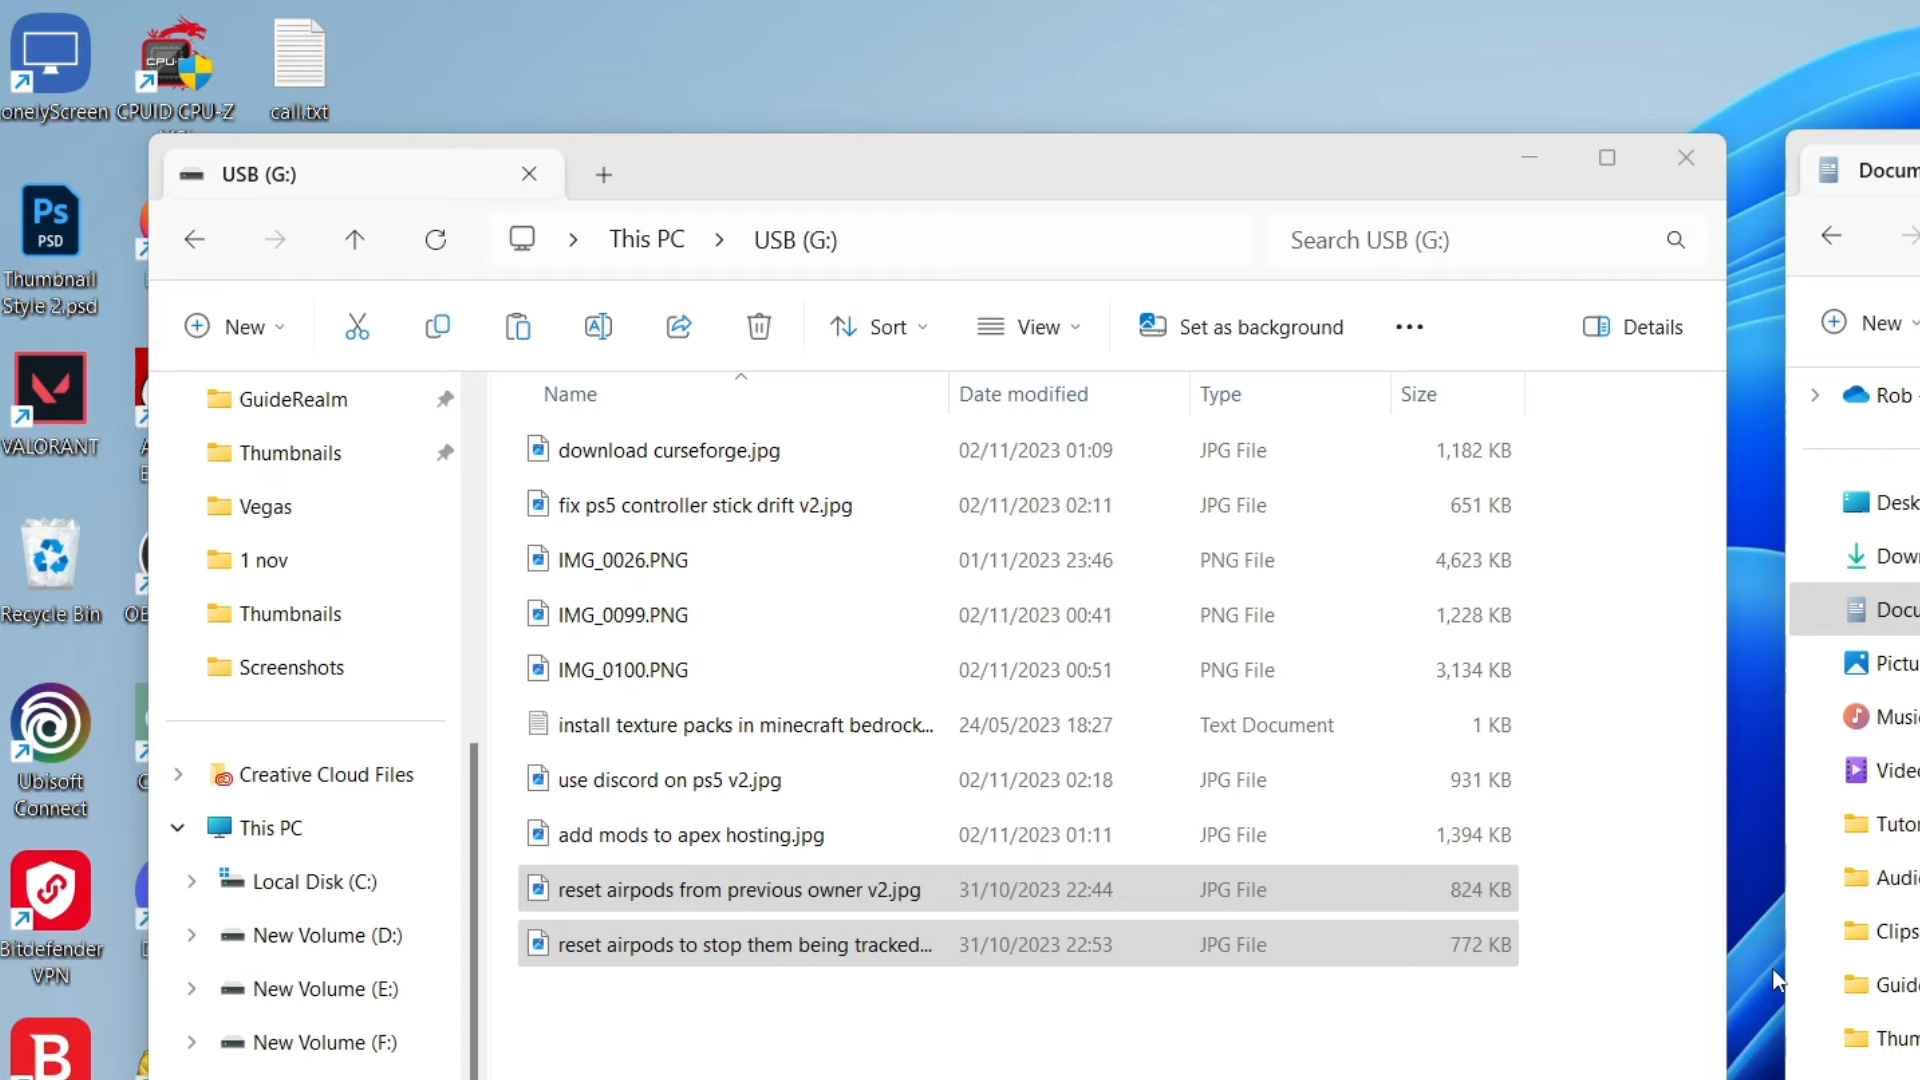 onelyScreen
CPUID CPU-Z
call.txt
CPU-
USB (G:)
This PC
USB (G:)
Search USB (G:)
New
Sort
View
Set as background
Details
Name
Date modified
Type
Size
download curseforge.jpg 02/11/2023 01:09 JPG File 1,182 KB
fix ps5 controller stick drift v2.jpg 02/11/2023 02:11 JPG File 651 KB
IMG_0026.PNG 01/11/2023 23:46 PNG File 4,623 KB
IMG_0099.PNG 02/11/2023 00:41 PNG File 1,228 KB
IMG_0100.PNG 02/11/2023 00:51 PNG File 3,134 KB
install texture packs in minecraft bedrock... 24/05/2023 18:27 Text Document 1 KB
use discord on ps5 v2.jpg 02/11/2023 02:18 JPG File 931 KB
add mods to apex hosting.jpg 02/11/2023 01:11 JPG File 1,394 KB
reset airpods from previous owner v2.jpg 31/10/2023 22:44 JPG File 824 KB
reset airpods to stop them being tracked... 31/10/2023 22:53 JPG File 772 KB
GuideRealm
Thumbnails
Vegas
1 nov
Thumbnails
Screenshots
Creative Cloud Files
This PC
Local Disk (C:)
New Volume (D:)
New Volume (E:)
New Volume (F:)
Ps
PSD
Thumbnail
Style 2.psd
VALORANT
Recycle Bin
OB
Ubisoft
Connect
Bitdefender
VPN
B
Docum
New
Rob
Desk
Down
Docu
Pictu
Music
Video
Tutor
Audio
Clips
Guide
Thum